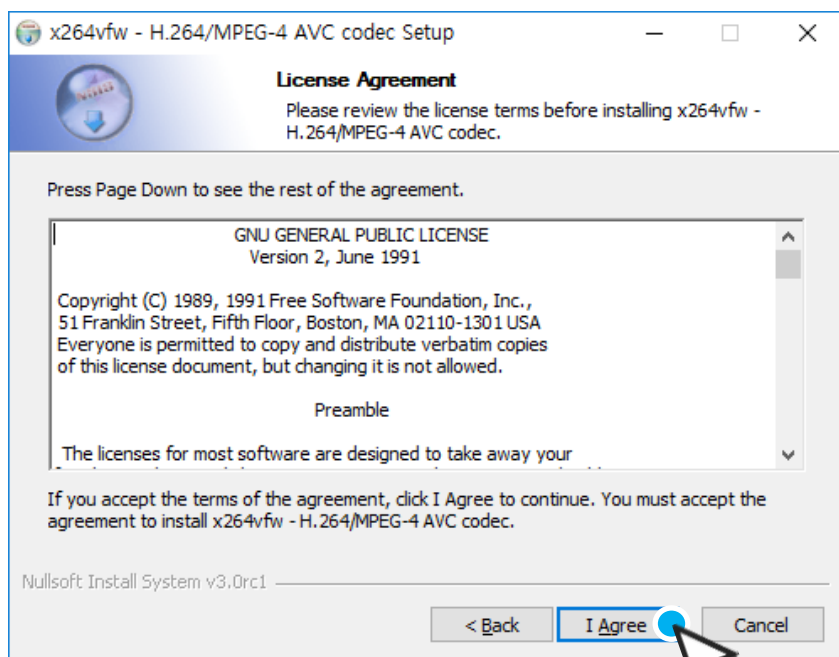 x264vfw - H.264/MPEG-4 AVC codec Setup
License Agreement
Please review the license terms before installing x264vfw -
H.264/MPEG-4 AVC codec.
Press Page Down to see the rest of the agreement.
GNU GENERAL PUBLIC LICENSE
Version 2, June 1991
Copyright (C) 1989, 1991 Free Software Foundation, Inc.,
51 Franklin Street, Fifth Floor, Boston, MA 02110-1301 USA
Everyone is permitted to copy and distribute verbatim copies
of this license document, but changing it is not allowed.
Preamble
The licenses for most software are designed to take away your
If you accept the terms of the agreement, click I Agree to continue. You must accept the
agreement to install x264vfw - H.264/MPEG-4 AVC codec.
Nullsoft Install System v3.0rc1
< Back
I Agree
Cancel